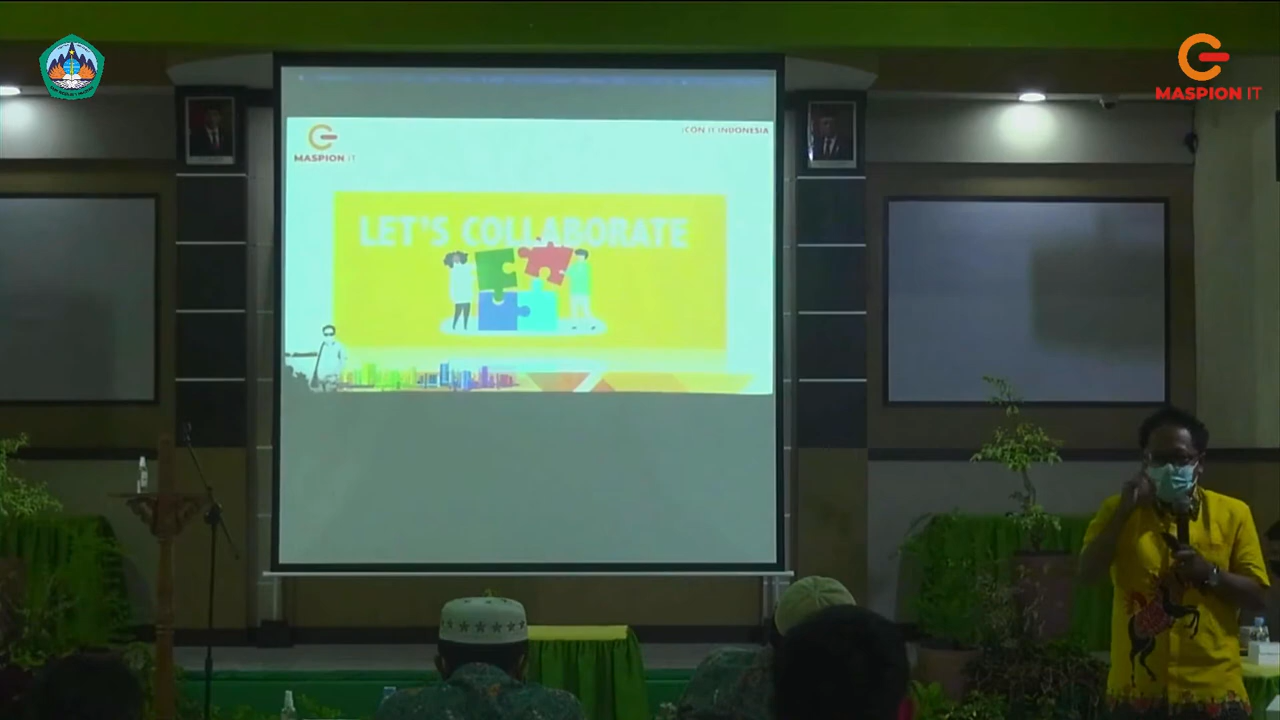 MASPION IT
MASPION IT
ICON IT INDONESIA
LET'S COLLABORATE